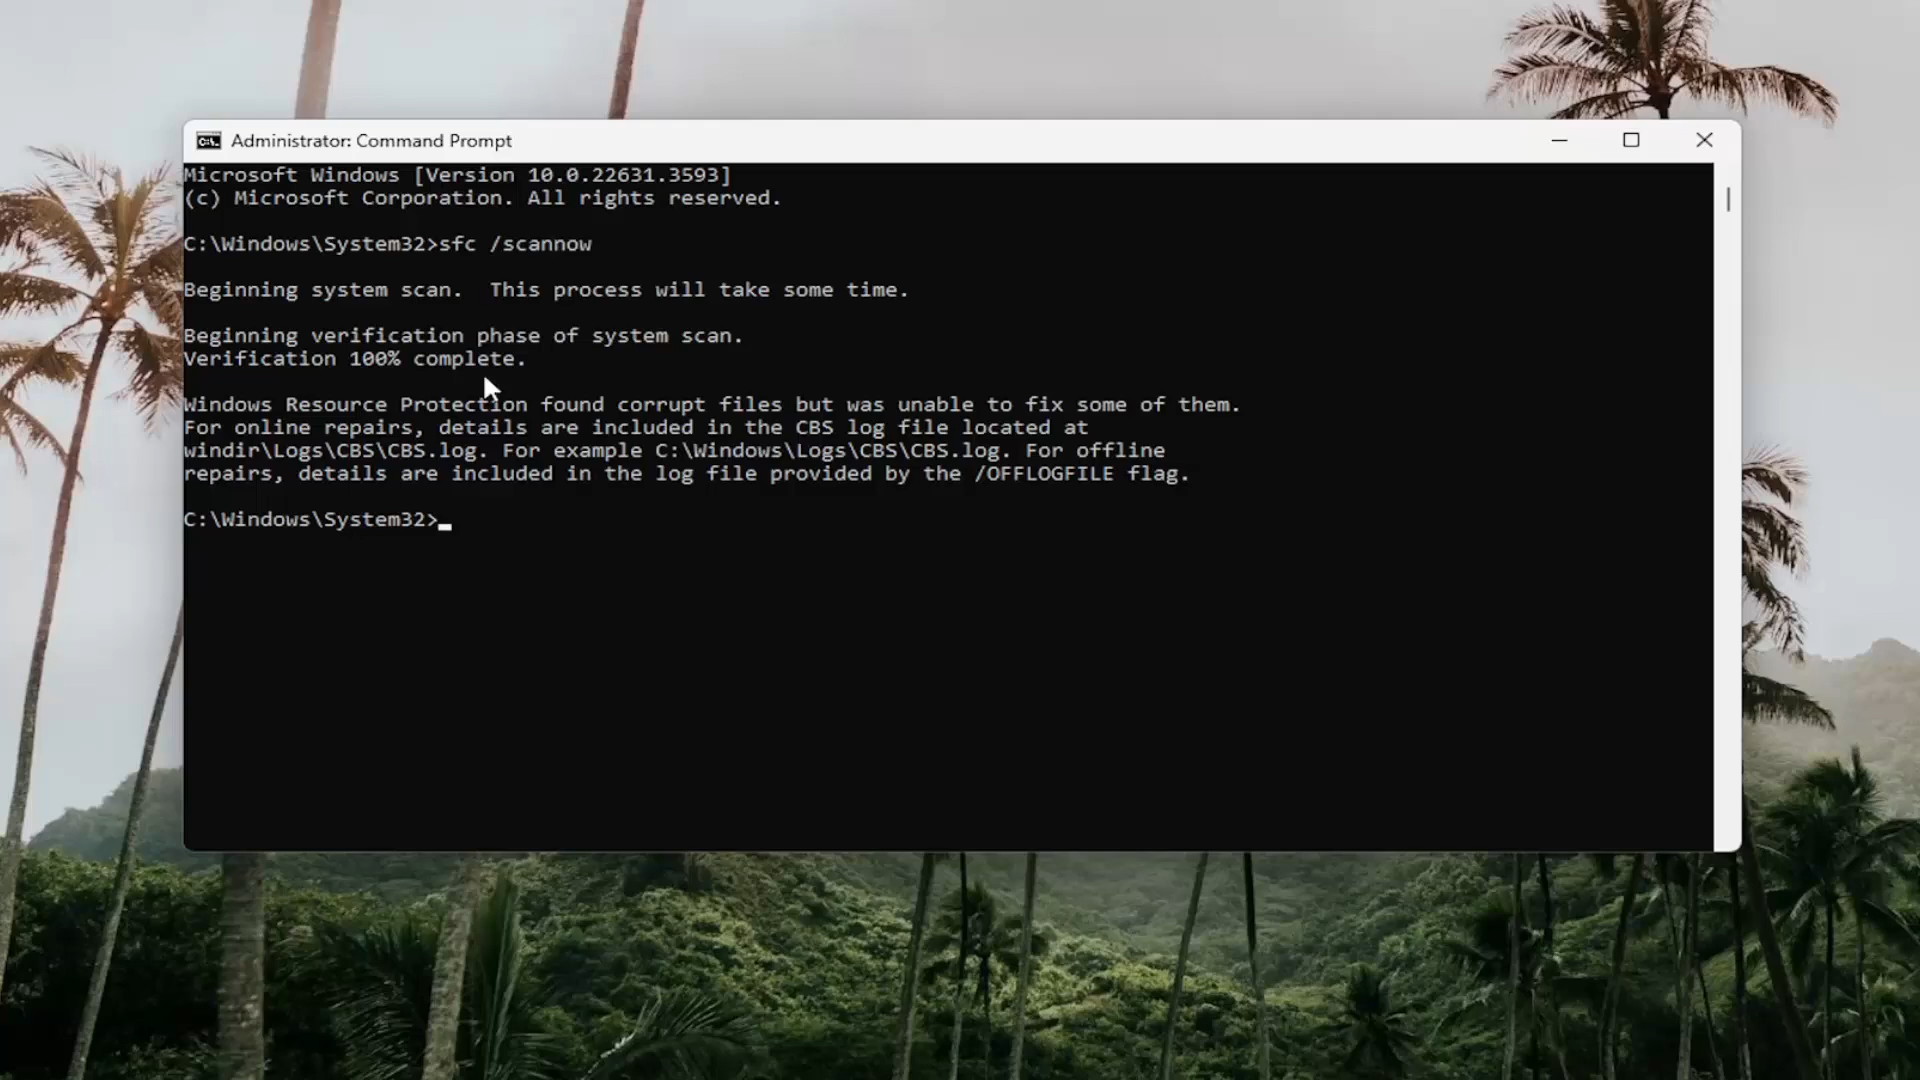 Administrator: Command Prompt
Microsoft Windows [Version 10.0.22631.3593]
(c) Microsoft Corporation. All rights reserved.
C:\Windows\System32>sfc /scannow
Beginning system scan.  This process will take some time.
Beginning verification phase of system scan.
Verification 100% complete.
Windows Resource Protection found corrupt files but was unable to fix some of them.
For online repairs, details are included in the CBS log file located at
windir\Logs\CBS\CBS.log. For example C:\Windows\Logs\CBS\CBS.log. For offline
repairs, details are included in the log file provided by the /OFFLOGFILE flag.
C:\Windows\System32>